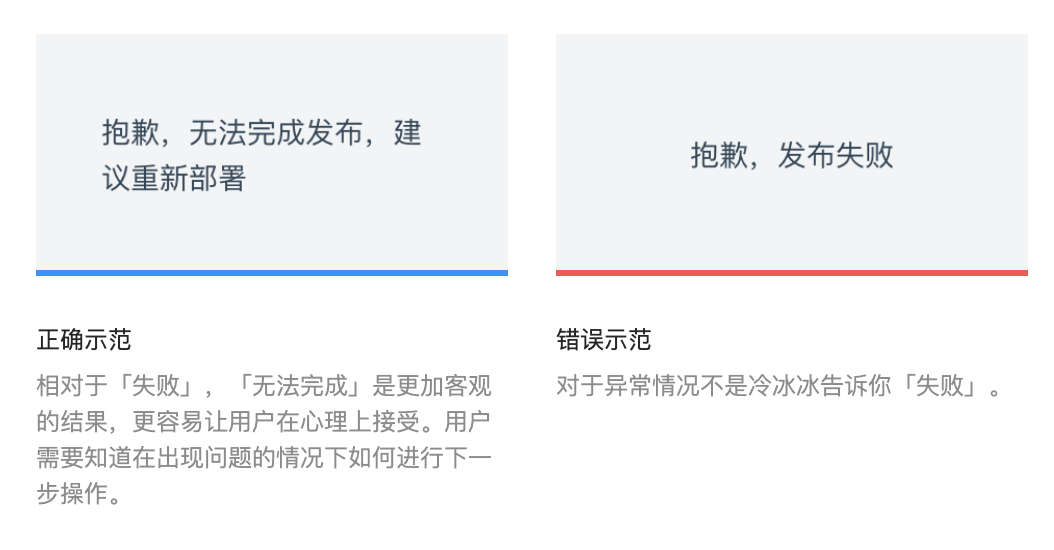 抱歉，无法完成发布，建
议重新部署
正确示范
相对于「失败」，「无法完成」是更加客观
的结果，更容易让用户在心理上接受。用户
需要知道在出现问题的情况下如何进行下一
步操作。
抱歉，发布失败
错误示范
对于异常情况不是冷冰冰告诉你「失败」。